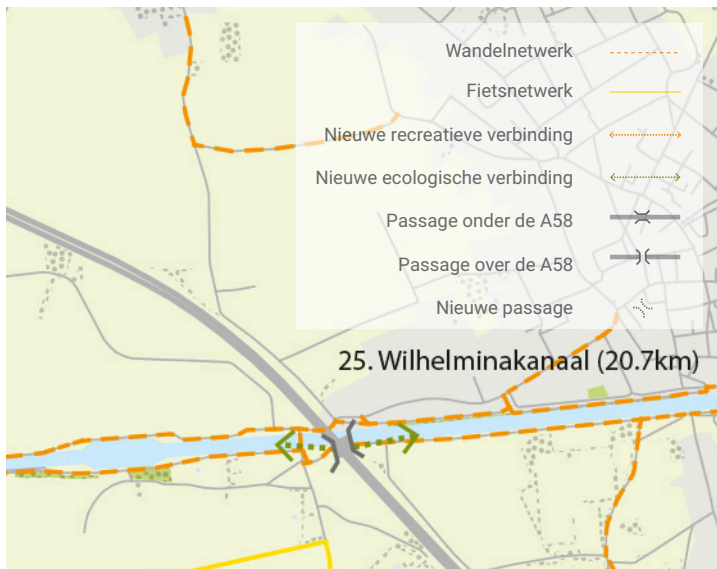 Wandelnetwerk
Fietsnetwerk
Nieuwe recreatieve verbinding
Nieuwe ecologische verbinding
Passage onder de A58
Passage over de A58
Nieuwe passage
25. Wilhelminakanaal (20.7km)